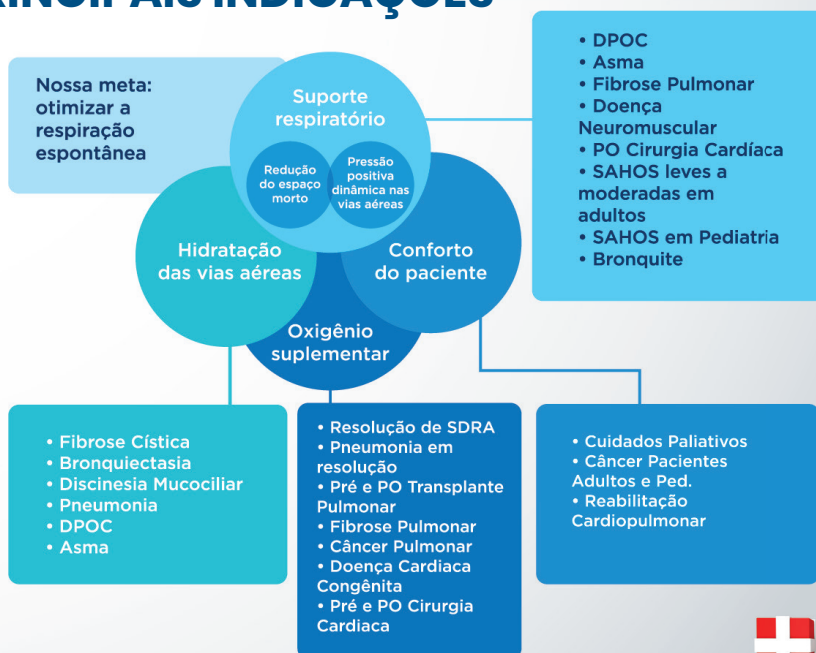 PRINCIPAIS INDICAÇÕES
Nossa meta:
otimizar a
respiração
espontânea
Suporte
respiratório
Redução
do espaço
morto
Pressão
positiva
dinâmica nas
vias aéreas
Hidratação
das vias aéreas
Conforto
do paciente
Oxigênio
suplementar
• DPOC
• Asma
• Fibrose Pulmonar
• Doença
Neuromuscular
• PO Cirurgia Cardíaca
• SAHOS leves a
moderadas em
adultos
• SAHOS em Pediatria
• Bronquite
• Fibrose Cística
• Bronquiectasia
• Discinesia Mucociliar
• Pneumonia
• DPOC
• Asma
• Resolução de SDRA
• Pneumonia em
resolução
• Pré e PO Transplante
Pulmonar
• Fibrose Pulmonar
• Câncer Pulmonar
• Doença Cardiaca
Congênita
• Pré e PO Cirurgia
Cardiaca
• Cuidados Paliativos
• Câncer Pacientes
Adultos e Ped.
• Reabilitação
Cardiopulmonar